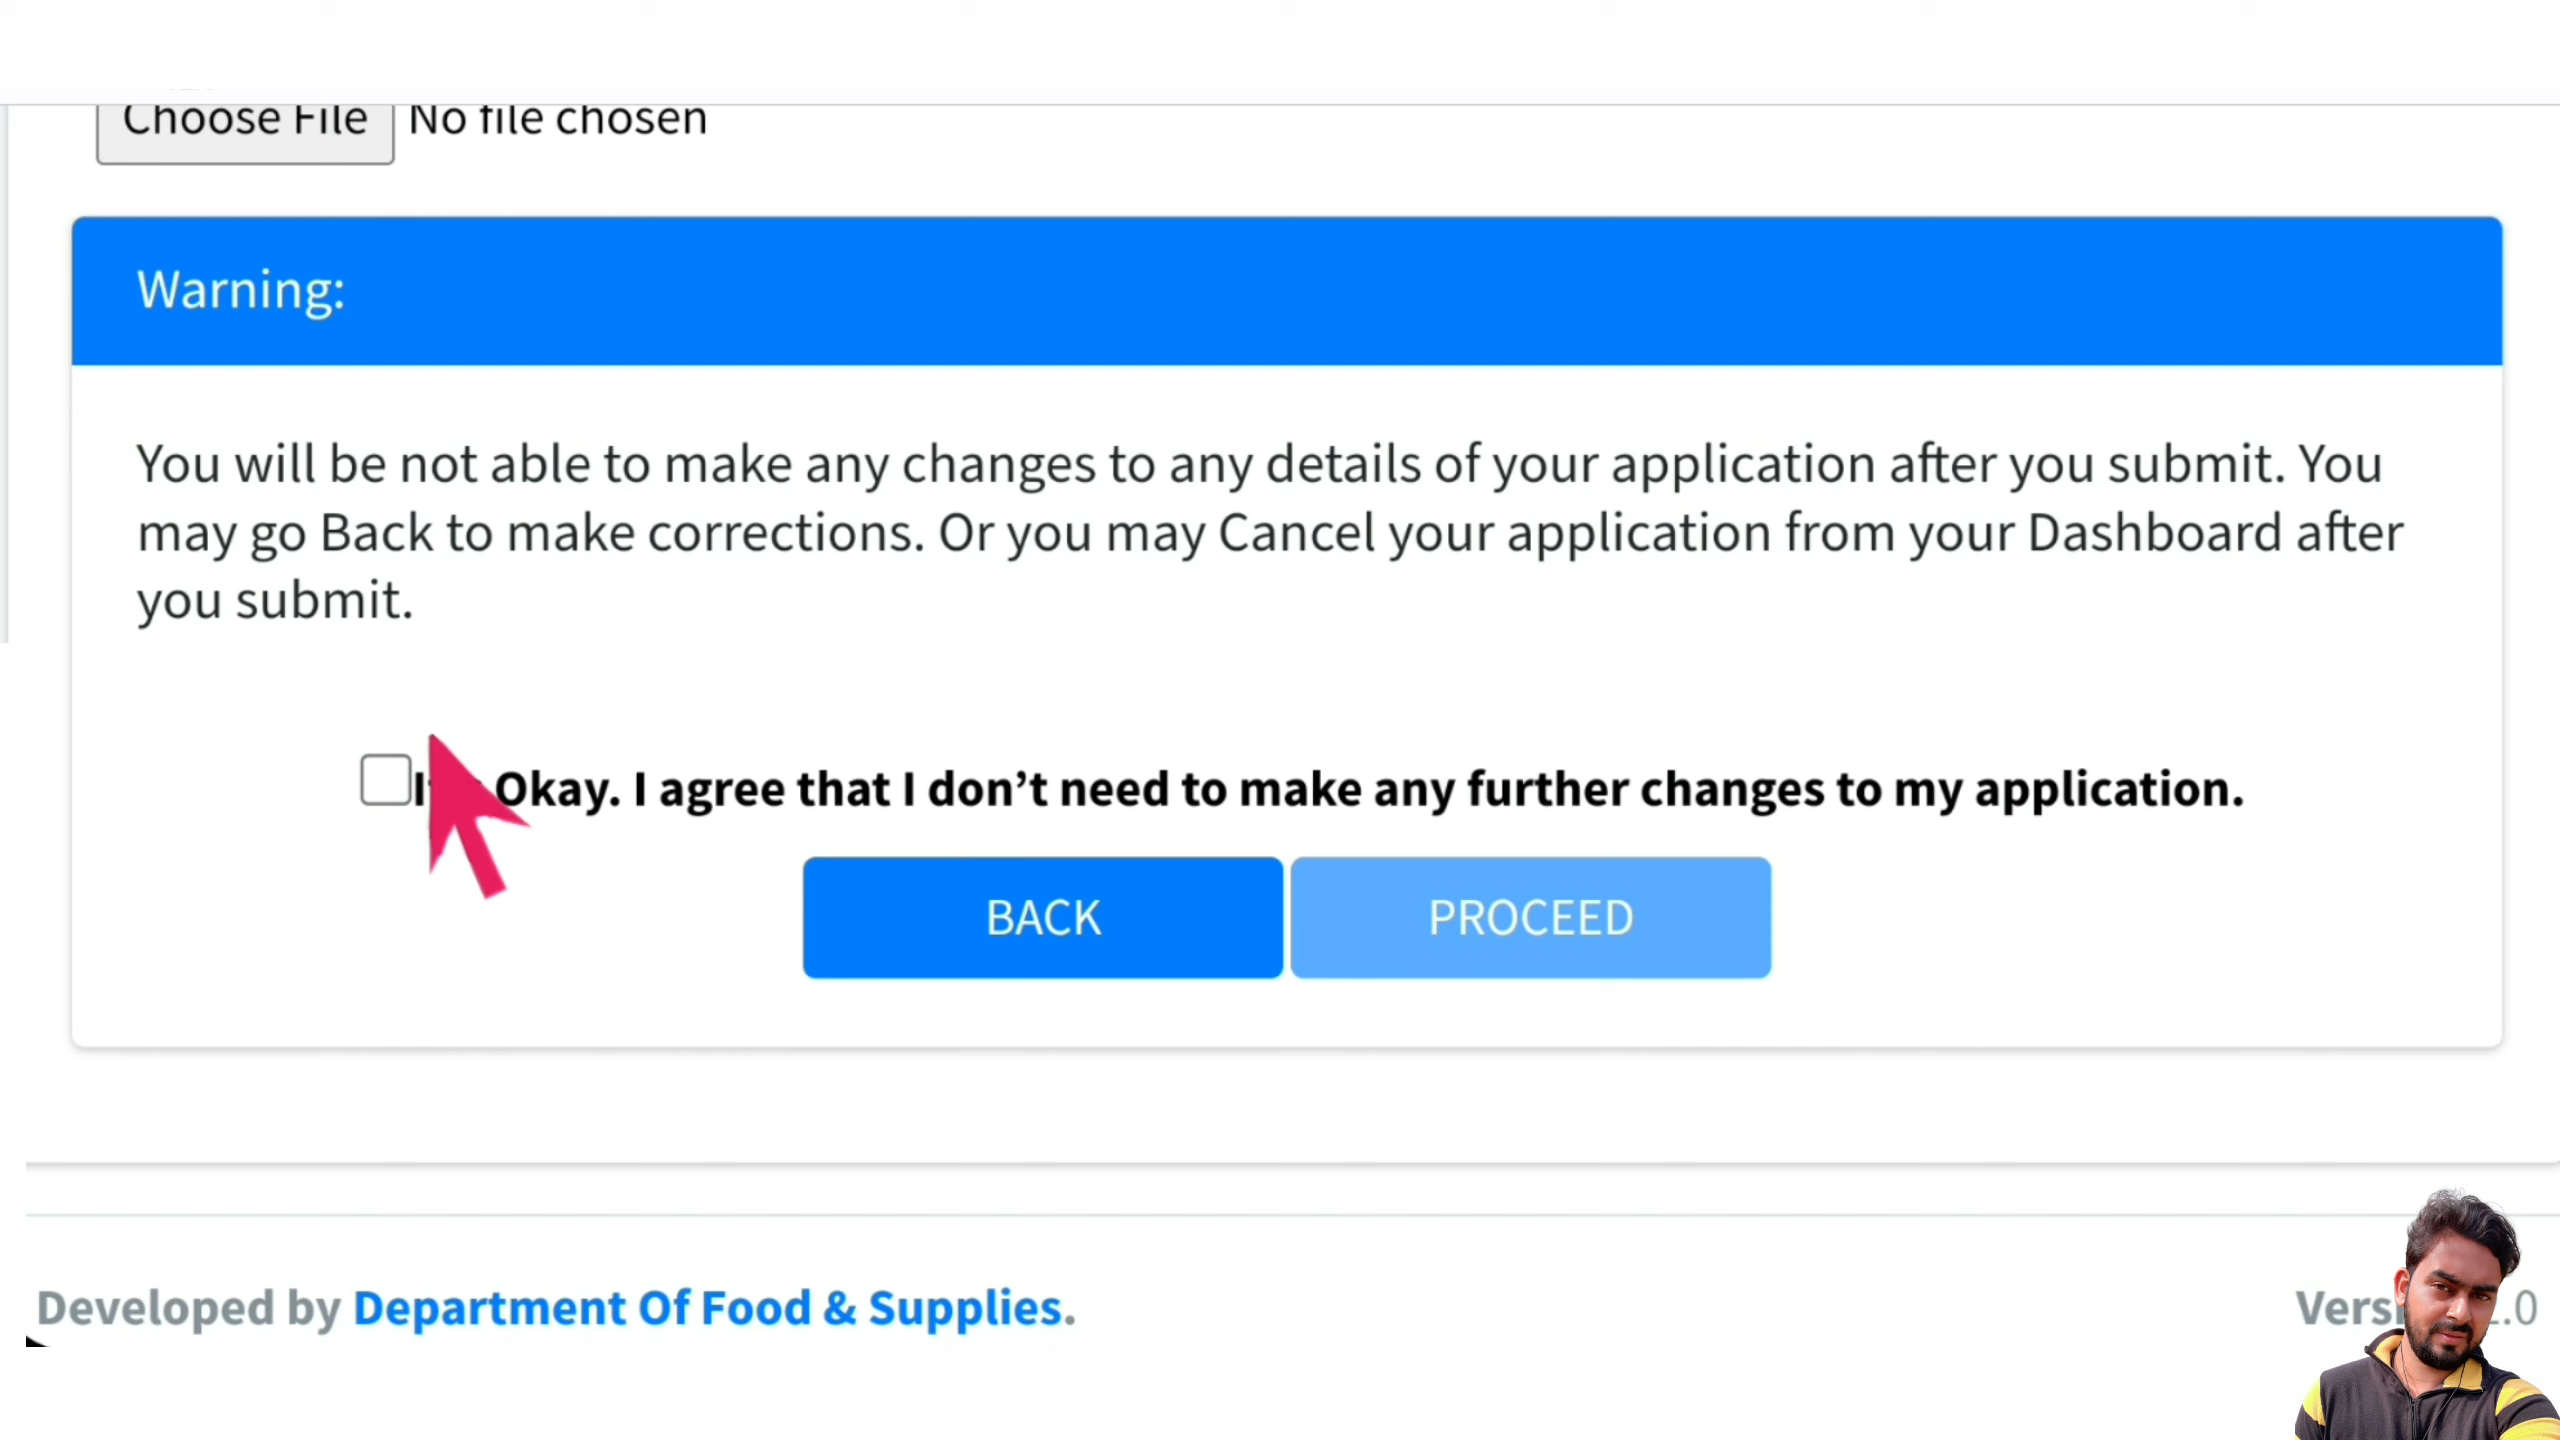 Choose File No file chosen
Warning:
You will be not able to make any changes to any details of your application after you submit. You
may go Back to make corrections. Or you may Cancel your application from your Dashboard after
you submit.
Okay. I agree that I don’t need to make any further changes to my application.
BACK PROCEED
Developed by Department Of Food & Supplies.